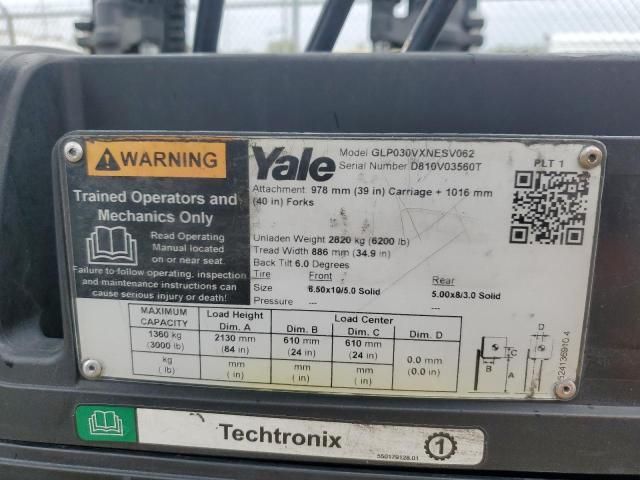 WARNING
Trained Operators and
Mechanics Only
Read Operating
Manual located
on or near seat.
Failure to follow operating, inspection
and maintenance instructions can
cause serious injury or death!
Yale
Model GLP030VXNESV062
Serial Number D810V03560T
PLT 1
Attachment 978 mm (39 in) Carriage + 1016 mm
(40 in) Forks
Unladen Weight 2820 kg (6200 lb)
Tread Width 886 mm (34.9 in)
Back Tilt 6.0 Degrees
Tire Front Rear
Size 6.50x10/5.0 Solid 5.00x8/3.0 Solid
Pressure --- ---
MAXIMUM CAPACITY Load Height Load Center
Dim. A Dim. B Dim. C Dim. D
1360 kg 2130 mm 610 mm 610 mm 0.0 mm
(3000 lb) (84 in) (24 in) (24 in) (0.0 in)
kg mm mm mm
( lb) ( in) ( in) ( in)
D
C
B
A
524136910.4
Techtronix
1
550179128.01